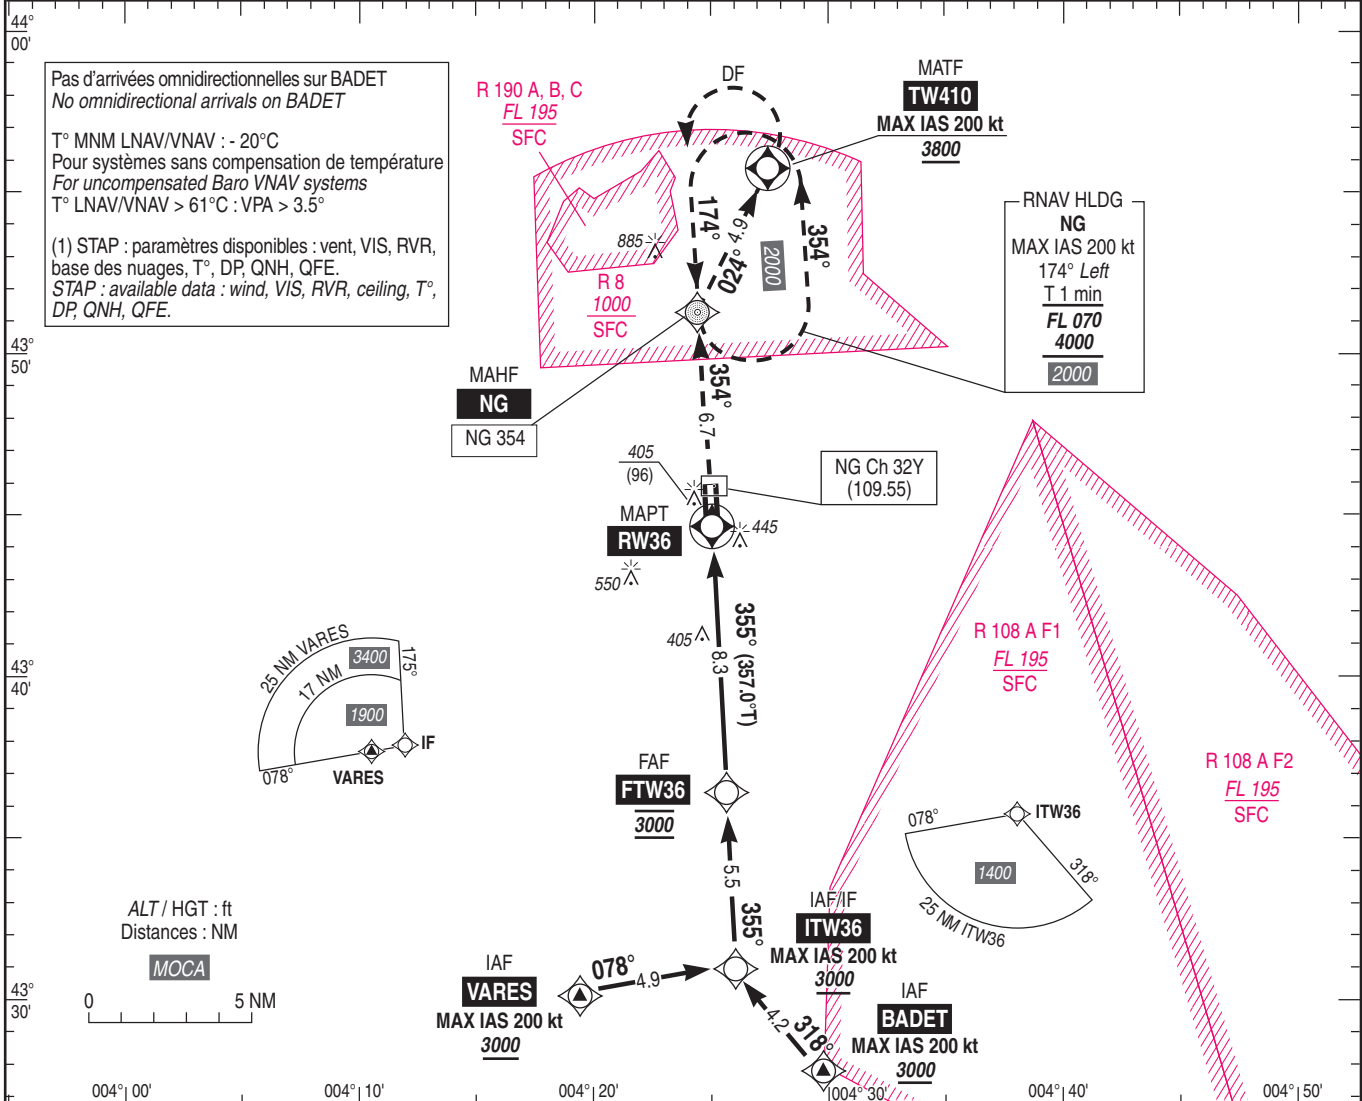 44°
00'
Pas d'arrivées omnidirectionnelles sur BADET
No omnidirectional arrivals on BADET
T° MNM LNAV/VNAV : - 20°C
Pour systèmes sans compensation de température
For uncompensated Baro VNAV systems
T° LNAV/VNAV > 61°C : VPA > 3.5°
(1) STAP : paramètres disponibles : vent, VIS, RVR,
base des nuages, T°, DP, QNH, QFE.
STAP : available data : wind, VIS, RVR, ceiling, T°,
DP, QNH, QFE.
R 190 A, B, C
FL 195
SFC
DF
MATF
TW410
MAX IAS 200 kt
3800
RNAV HLDG
NG
MAX IAS 200 kt
174° Left
T 1 min
FL 070
4000
2000
174°
024°
4.9
2000
354°
885
R 8
1000
SFC
43°
50'
MAHF
NG
NG 354
354°
6.7
405
(96)
NG Ch 32Y
(109.55)
MAPT
RW36
445
550
405
355° (357.0°T)
8.3
25 NM VARES
3400
175°
17 NM
1900
IF
078°
VARES
43°
40'
R 108 A F1
FL 195
SFC
R 108 A F2
FL 195
SFC
FAF
FTW36
3000
5.5
355°
078°
ITW36
318°
1400
25 NM ITW36
ALT / HGT : ft
Distances : NM
MOCA
0
5 NM
IAF/IF
ITW36
MAX IAS 200 kt
3000
IAF
VARES
MAX IAS 200 kt
3000
078°
4.9
4.2
318°
IAF
BADET
MAX IAS 200 kt
3000
43°
30'
004° 00'
004° 10'
004° 20'
004° 30'
004° 40'
004° 50'